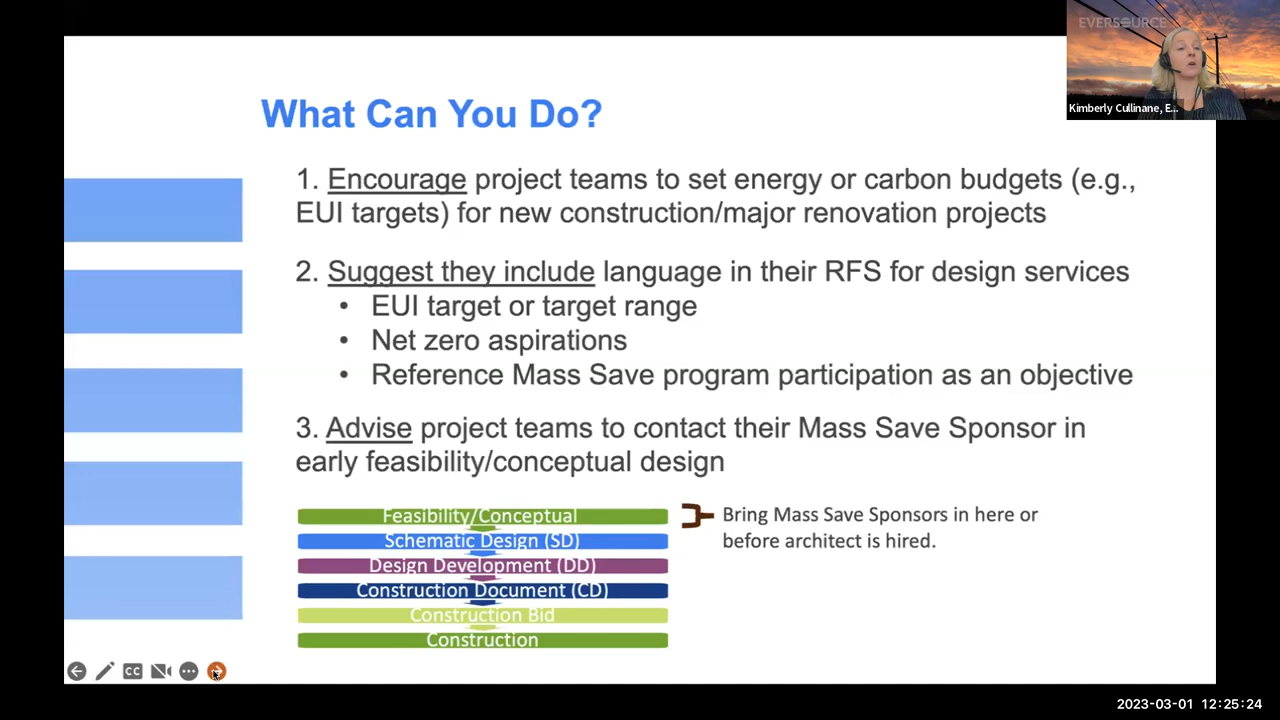 EVERSOURCE
Kimberly Cullinane, E...
What Can You Do?
1. Encourage project teams to set energy or carbon budgets (e.g.,
EUI targets) for new construction/major renovation projects
2. Suggest they include language in their RFS for design services
• EUI target or target range
• Net zero aspirations
• Reference Mass Save program participation as an objective
3. Advise project teams to contact their Mass Save Sponsor in
early feasibility/conceptual design
Feasibility/Conceptual
Schematic Design (SD)
Design Development (DD)
Construction Document (CD)
Construction Bid
Construction
Bring Mass Save Sponsors in here or
before architect is hired.
CC
2023-03-01 12:25:24